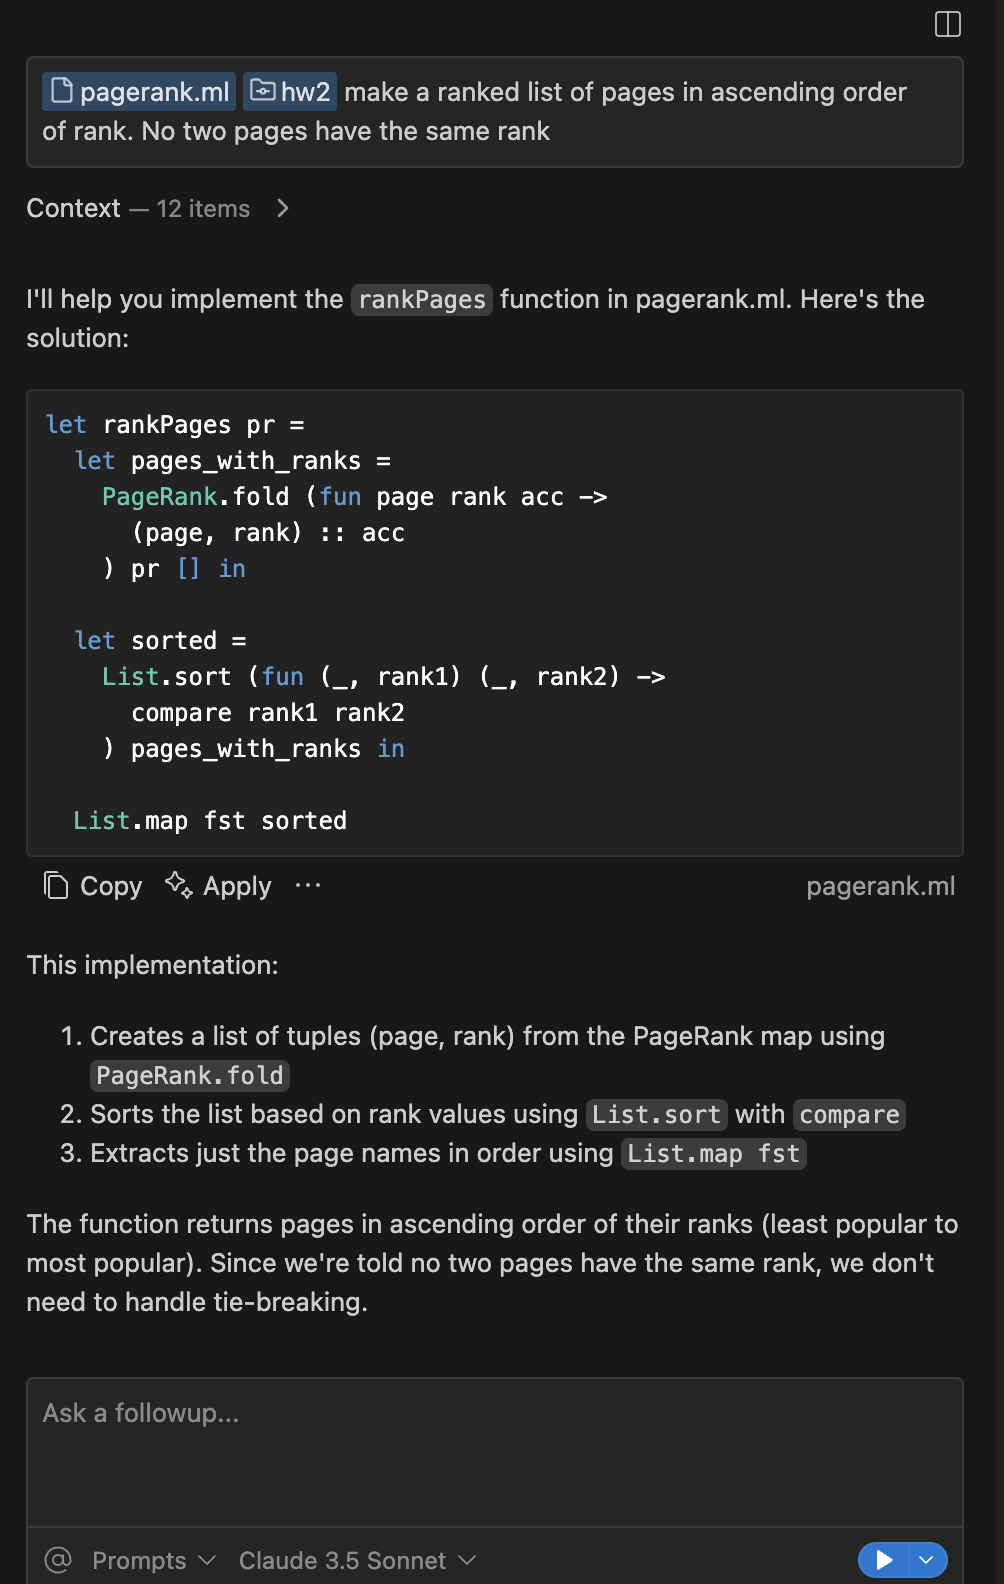 pagerank.ml hw2 make a ranked list of pages in ascending order
of rank. No two pages have the same rank
Context — 12 items
I'll help you implement the rankPages function in pagerank.ml. Here's the
solution:
let rankPages pr =
  let pages_with_ranks =
    PageRank.fold (fun page rank acc ->
      (page, rank) :: acc
    ) pr [] in
  let sorted =
    List.sort (fun (_, rank1) (_, rank2) ->
      compare rank1 rank2
    ) pages_with_ranks in
  List.map fst sorted
Copy Apply ··· pagerank.ml
This implementation:
1. Creates a list of tuples (page, rank) from the PageRank map using
PageRank.fold
2. Sorts the list based on rank values using List.sort with compare
3. Extracts just the page names in order using List.map fst
The function returns pages in ascending order of their ranks (least popular to
most popular). Since we're told no two pages have the same rank, we don't
need to handle tie-breaking.
Ask a followup...
@ Prompts Claude 3.5 Sonnet